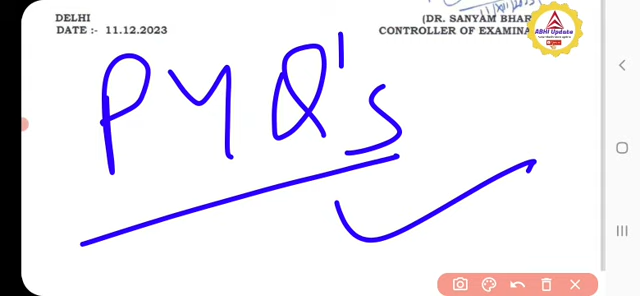 DELHI
DATE :- 11.12.2023
(DR. SANYAM BHAR
CONTROLLER OF EXAMINA
ABHI Update
PYQ's